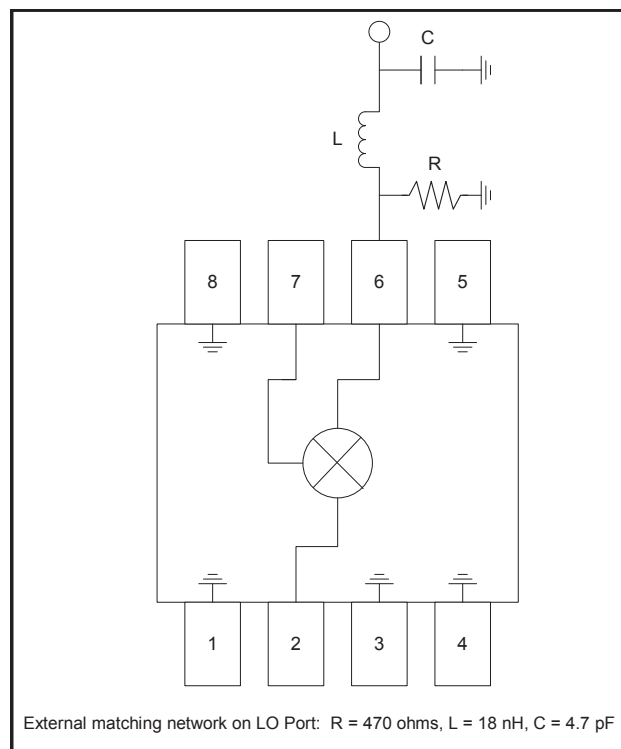 C
L
R
8 7 6 5
1 2 3 4
External matching network on LO Port: R = 470 ohms, L = 18 nH, C = 4.7 pF